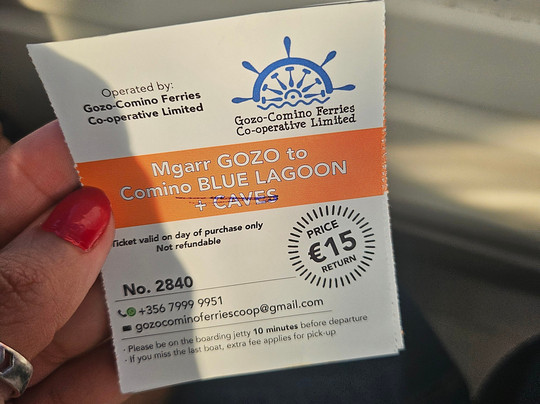 Operated by:
Gozo-Comino Ferries
Co-operative Limited
Gozo-Comino Ferries
Co-operative Limited
Mgarr GOZO to
Comino BLUE LAGOON
+ CAVES
Ticket valid on day of purchase only
Not refundable
PRICE
€15
RETURN
No. 2840
+356 7999 9951
gozocominoferriescoop@gmail.com
· Please be on the boarding jetty 10 minutes before departure
· If you miss the last boat, extra fee applies for pick-up